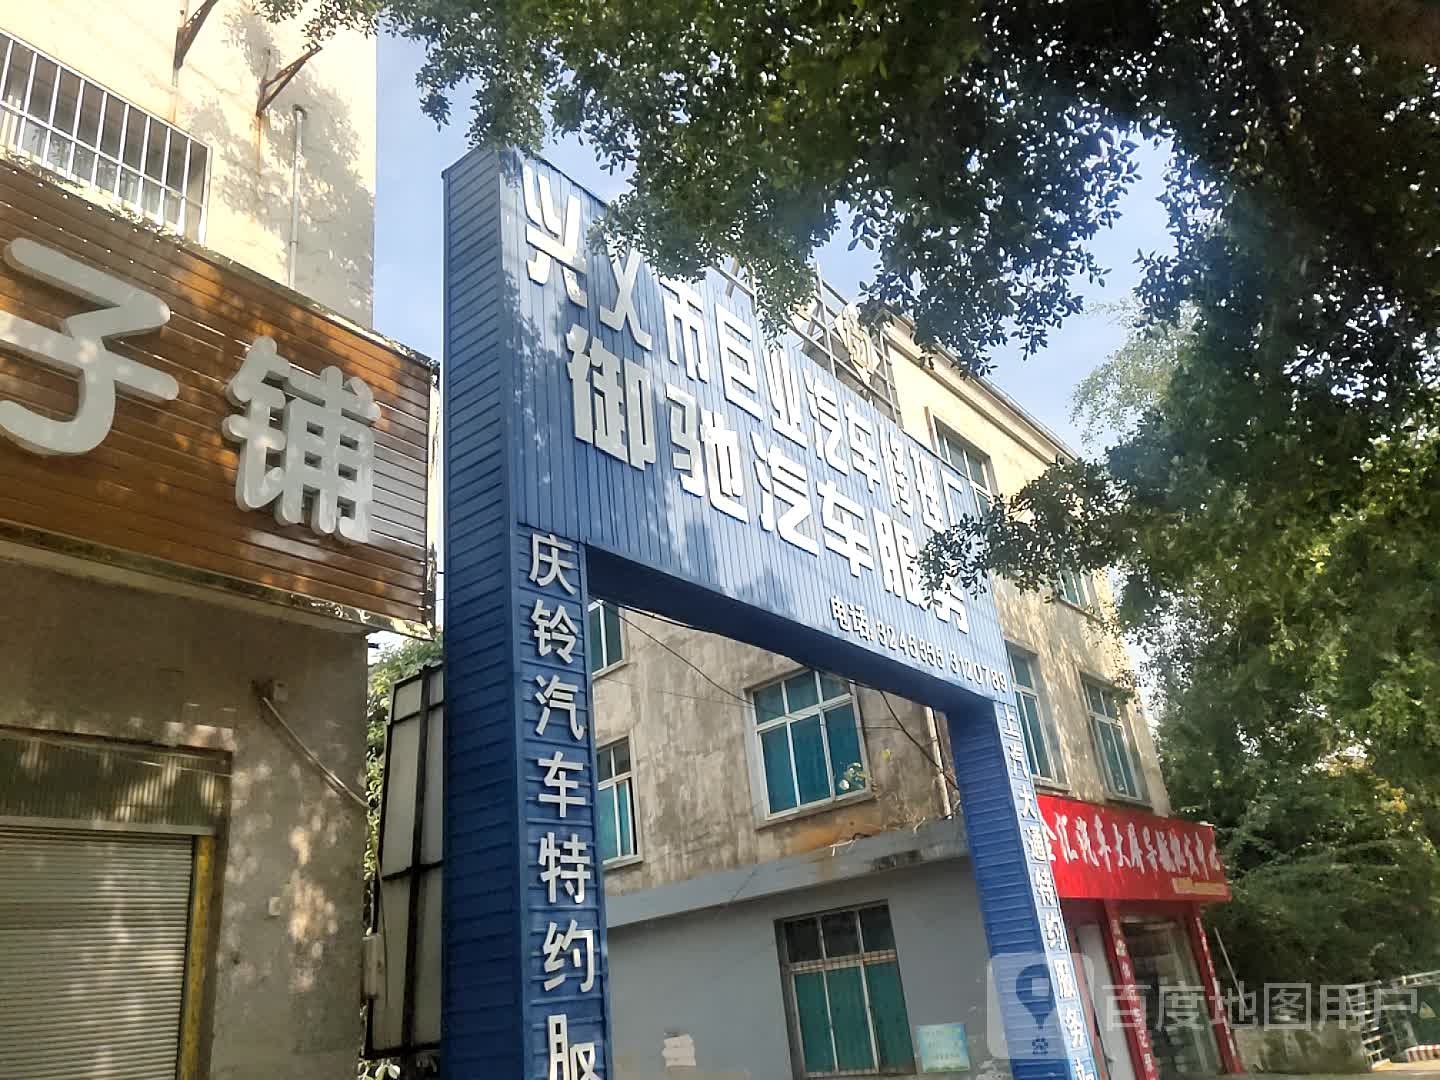 子铺
兴义市巨业汽车修理厂
御驰汽车服务
电话:3245656 3120789
庆铃汽车特约服
上汽大通特约服务
百度地图用户